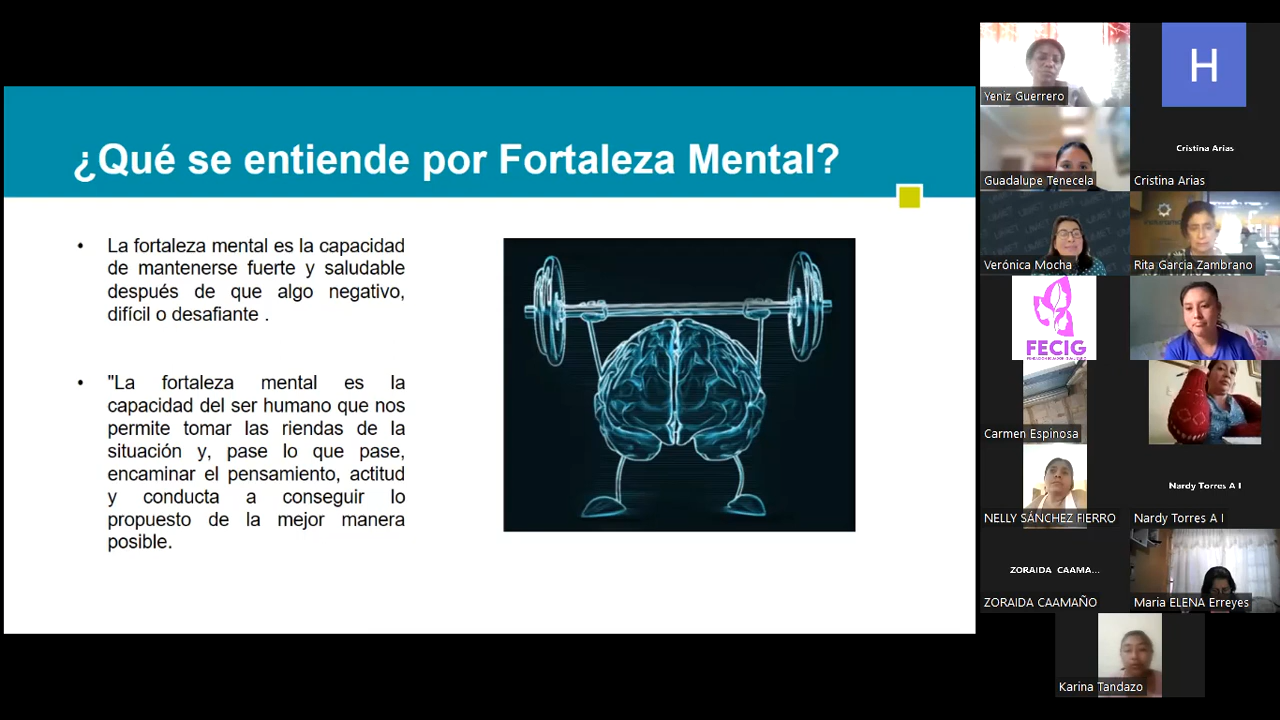 ¿Qué se entiende por Fortaleza Mental?
• La fortaleza mental es la capacidad
de mantenerse fuerte y saludable
después de que algo negativo,
difícil o desafiante .
• "La fortaleza mental es la
capacidad del ser humano que nos
permite tomar las riendas de la
situación y, pase lo que pase,
encaminar el pensamiento, actitud
y conducta a conseguir lo
propuesto de la mejor manera
posible.
Yeniz Guerrero
H
Guadalupe Tenecela
Cristina Arias
Cristina Arias
Verónica Mocha
Rita Garcia Zambrano
FECIG
Carmen Espinosa
NELLY SÁNCHEZ FIERRO
Nardy Torres A I
Nardy Torres A I
ZORAIDA CAAMA...
ZORAIDA CAAMAÑO
Maria ELENA Erreyes
Karina Tandazo